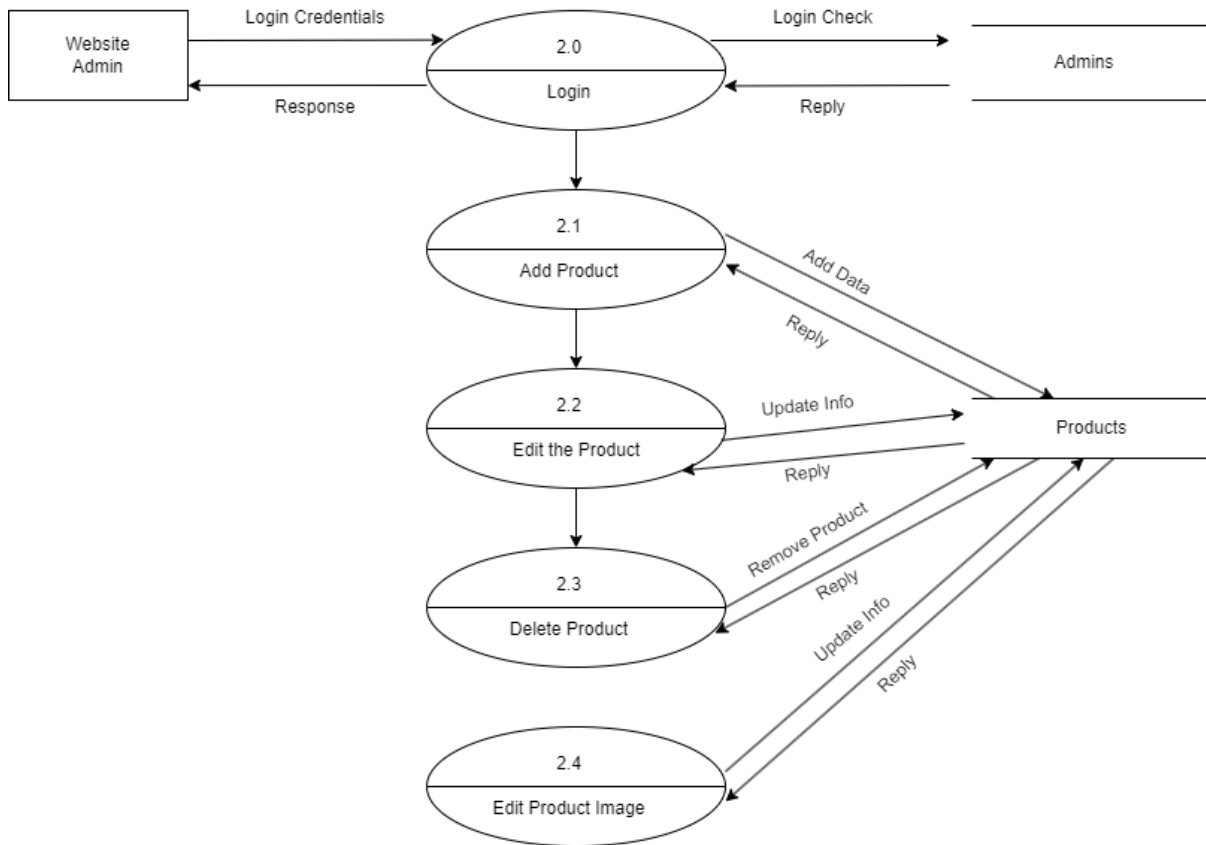 Login Credentials
Login Check
Website
Admin
2.0
Login
Admins
Response
Reply
2.1
Add Product
Add Data
Reply
2.2
Edit the Product
Update Info
Reply
Products
Remove Product
Reply
2.3
Delete Product
Update Info
Reply
2.4
Edit Product Image